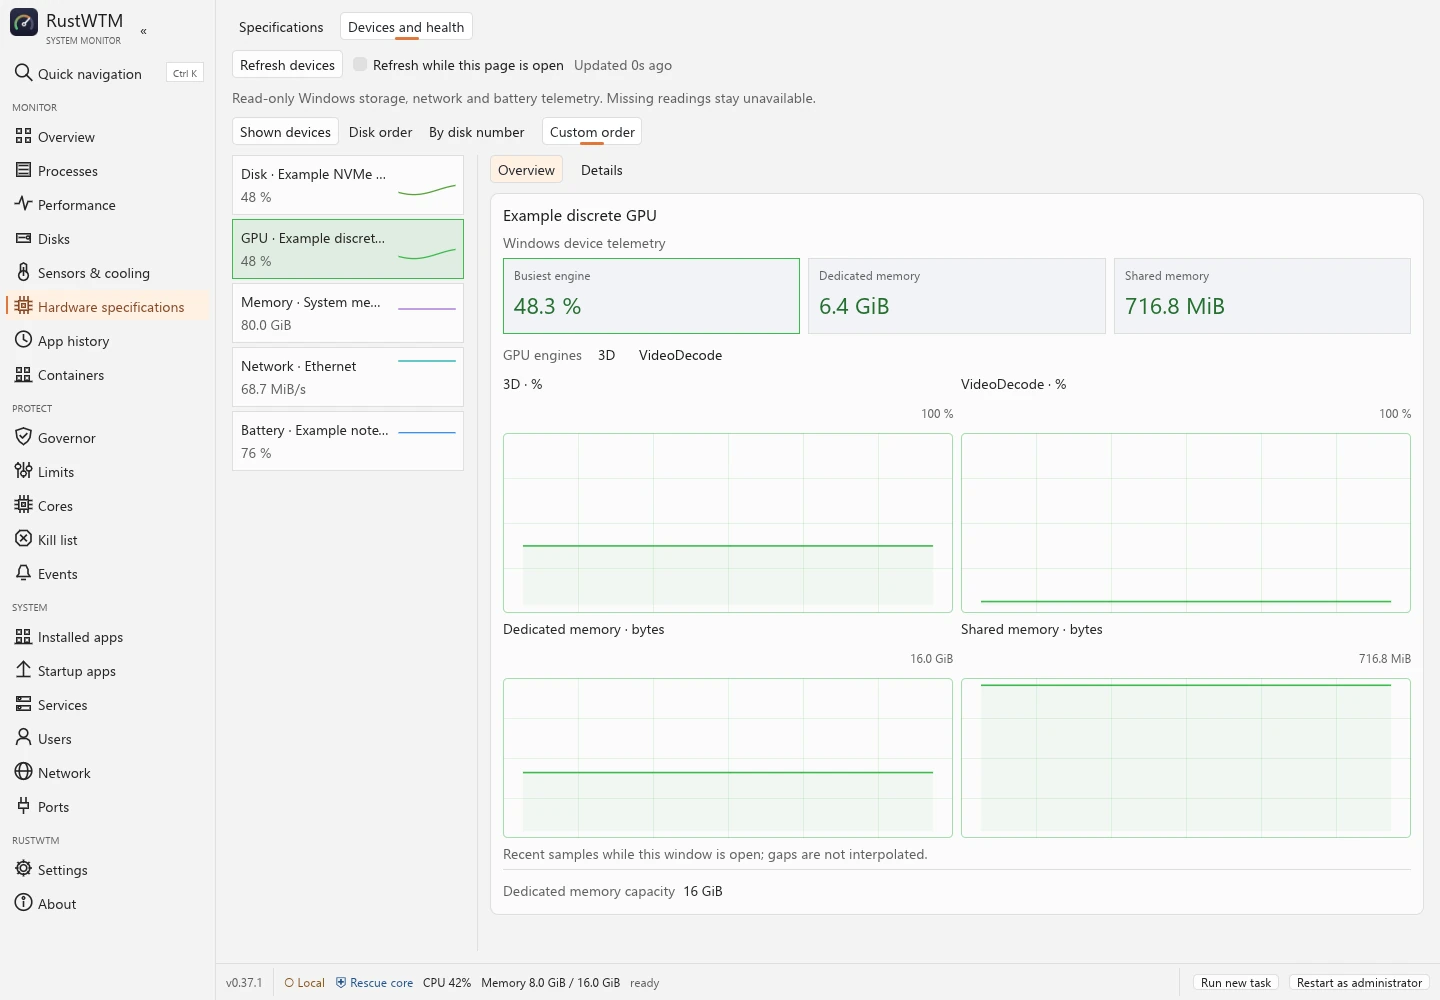 RustWTM
SYSTEM MONITOR
«
Quick navigation
Ctrl K
MONITOR
Overview
Processes
Performance
Disks
Sensors & cooling
Hardware specifications
App history
Containers
PROTECT
Governor
Limits
Cores
Kill list
Events
SYSTEM
Installed apps
Startup apps
Services
Users
Network
Ports
RUSTWTM
Settings
About
Specifications Devices and health
Refresh devices Refresh while this page is open Updated 0s ago
Read-only Windows storage, network and battery telemetry. Missing readings stay unavailable.
Shown devices Disk order By disk number Custom order
Disk · Example NVMe ...
48 %
GPU · Example discret...
48 %
Memory · System me...
80.0 GiB
Network · Ethernet
68.7 MiB/s
Battery · Example note...
76 %
Overview Details
Example discrete GPU
Windows device telemetry
Busiest engine
48.3 %
Dedicated memory
6.4 GiB
Shared memory
716.8 MiB
GPU engines 3D VideoDecode
3D · %
100 %
VideoDecode · %
100 %
Dedicated memory · bytes
16.0 GiB
Shared memory · bytes
716.8 MiB
Recent samples while this window is open; gaps are not interpolated.
Dedicated memory capacity 16 GiB
v0.37.1 Local Rescue core CPU 42% Memory 8.0 GiB / 16.0 GiB ready Run new task Restart as administrator